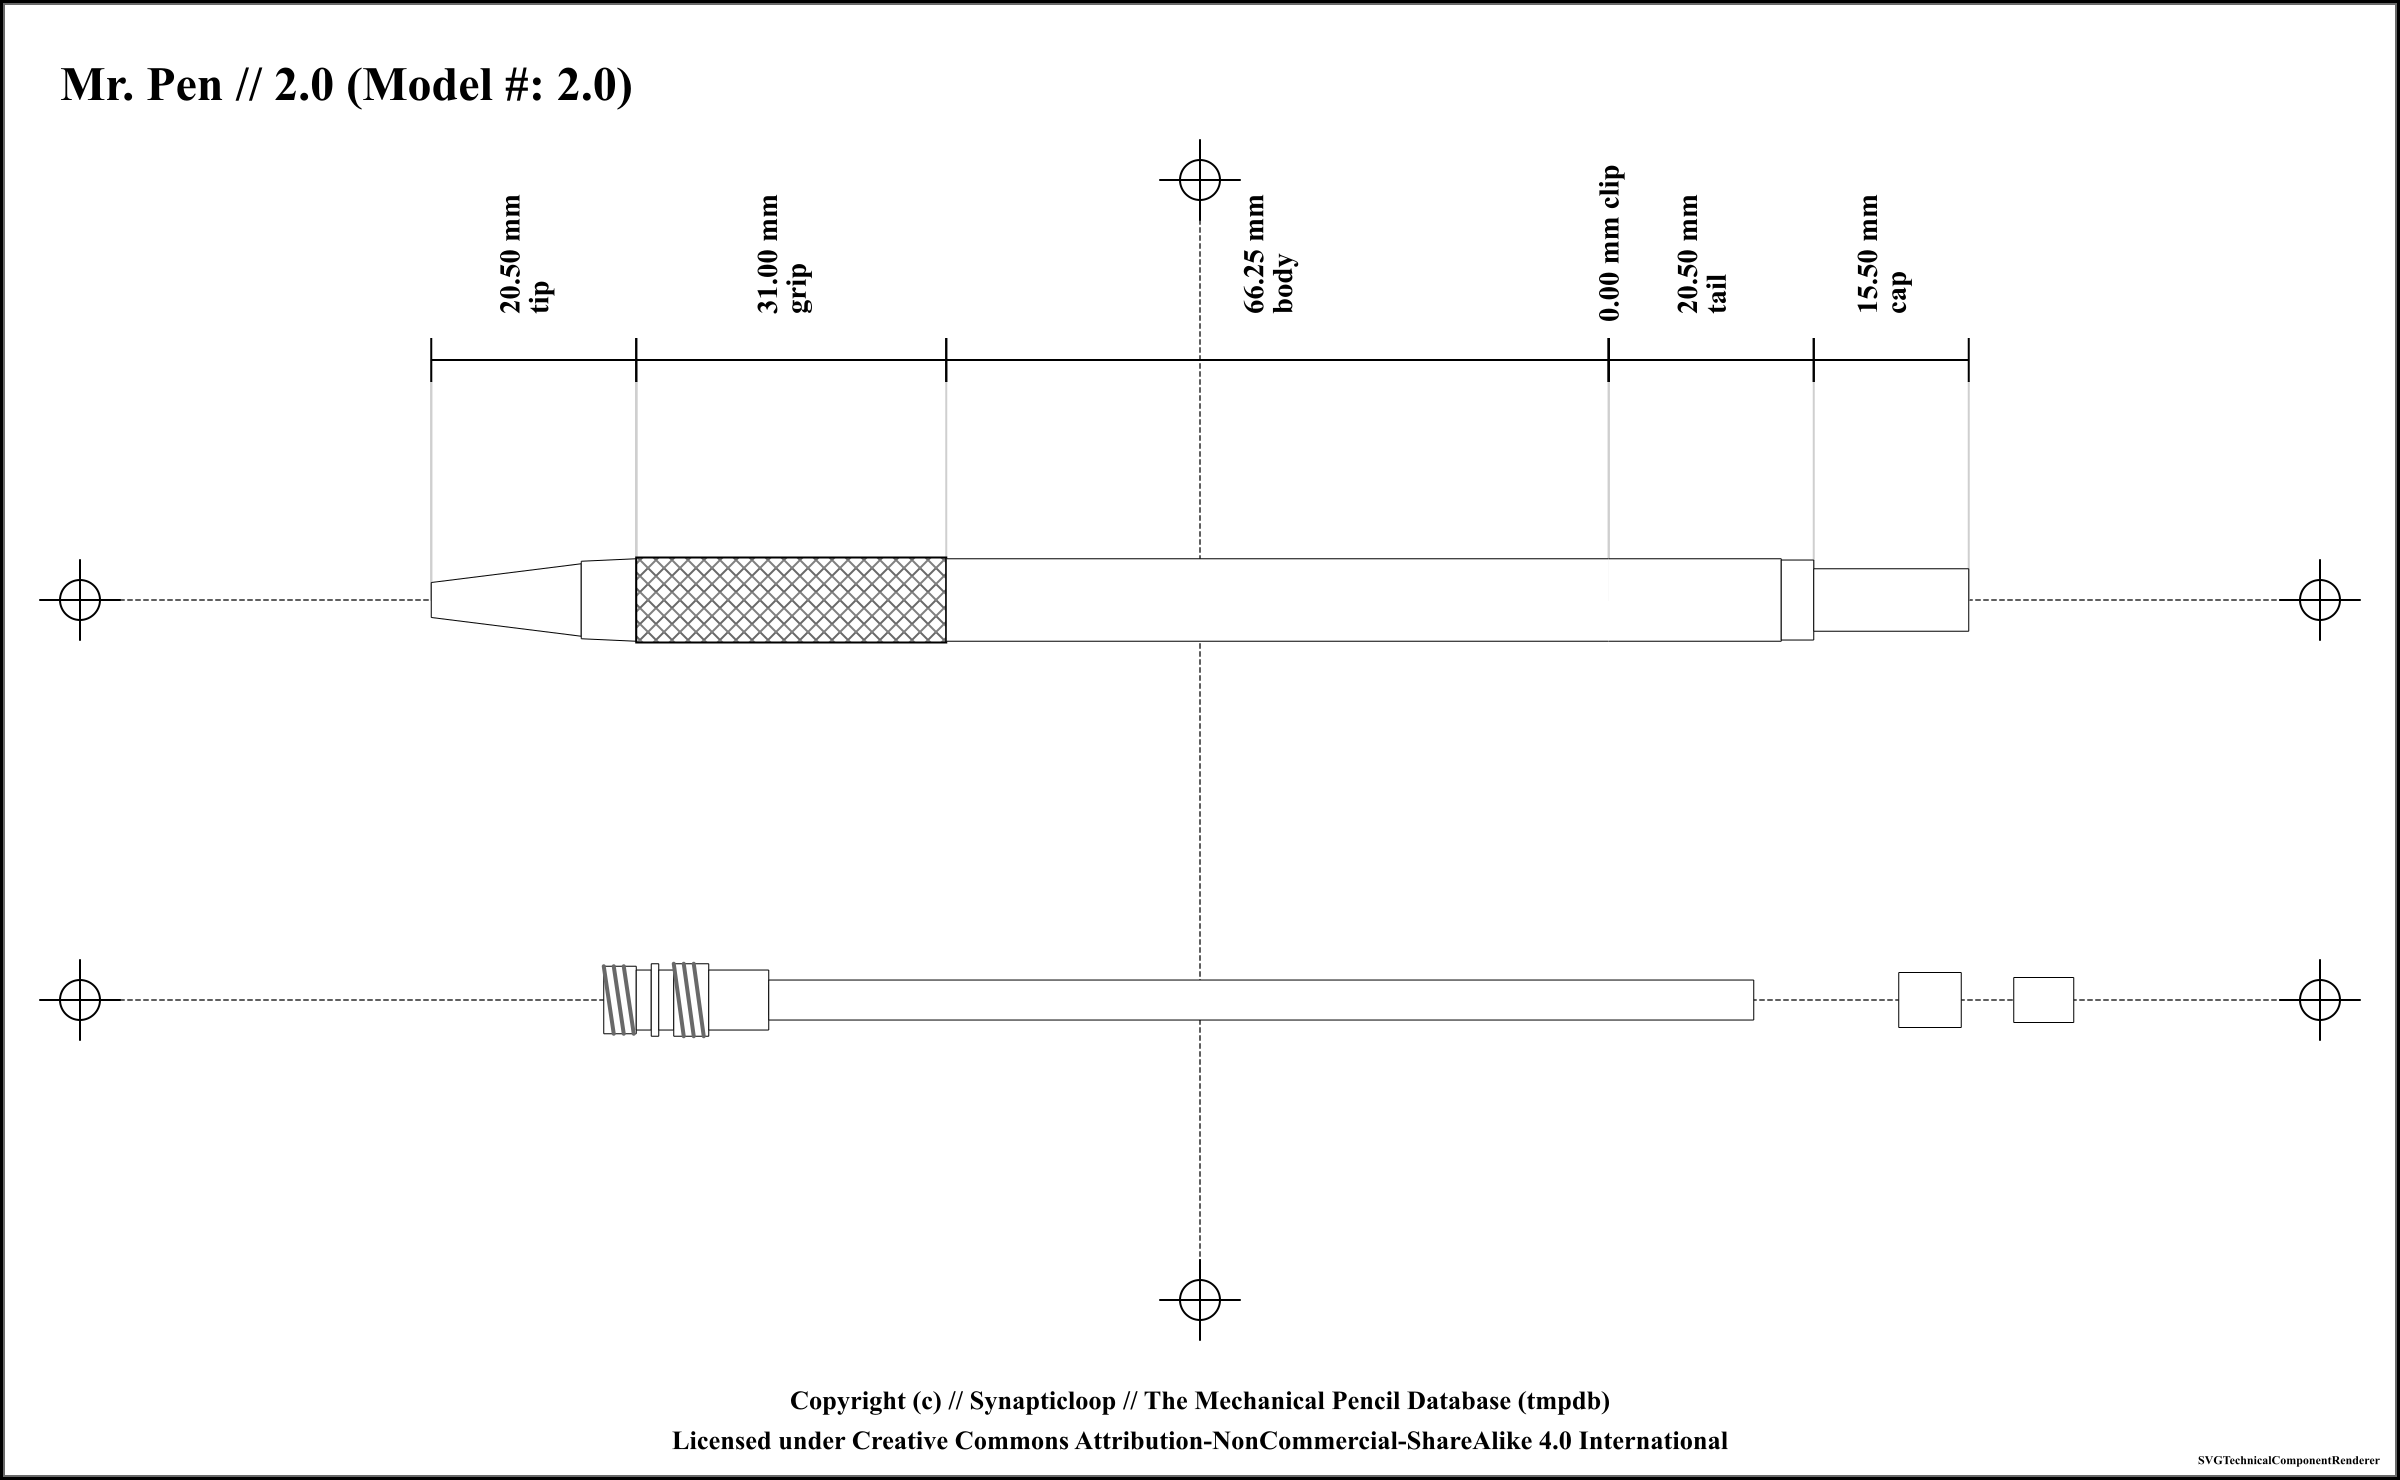 Mr. Pen // 2.0 (Model #: 2.0)
20.50 mm
tip
31.00 mm
grip
66.25 mm
body
0.00 mm clip
20.50 mm
tail
15.50 mm
cap
Copyright (c) // Synapticloop // The Mechanical Pencil Database (tmpdb)
Licensed under Creative Commons Attribution-NonCommercial-ShareAlike 4.0 International
SVGTechnicalComponentRenderer